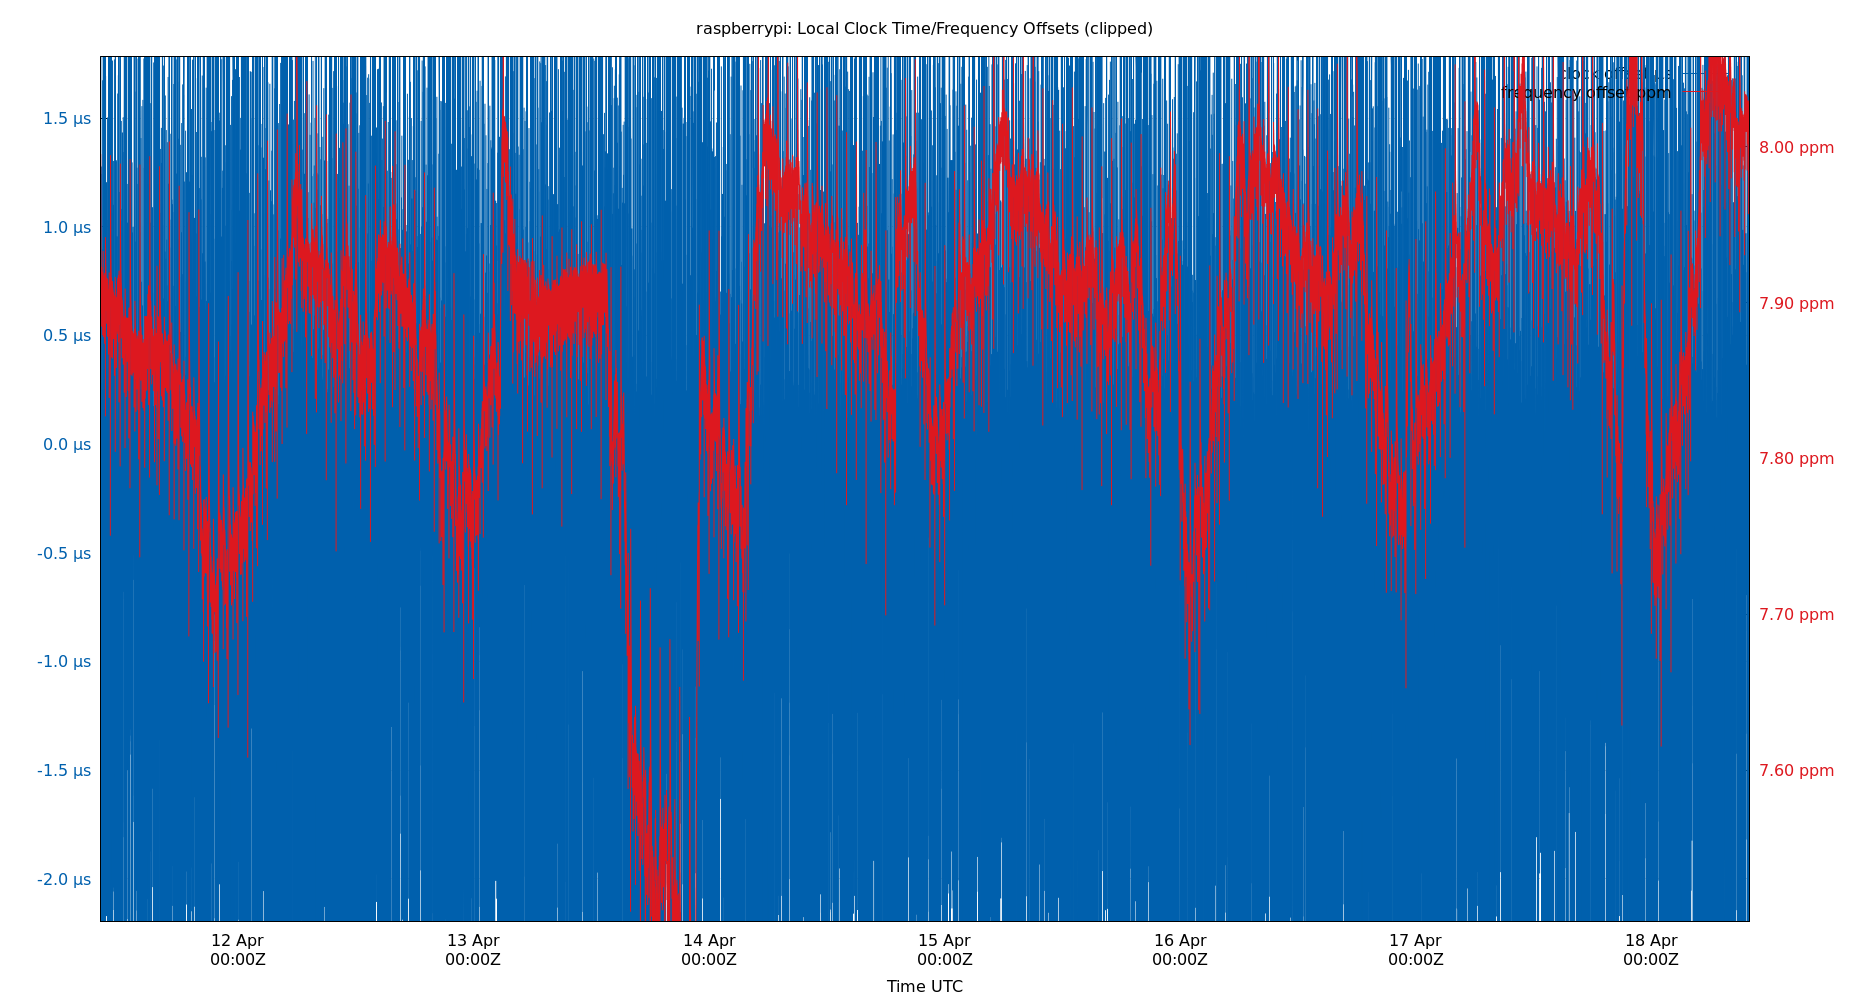 raspberrypi: Local Clock Time/Frequency Offsets (clipped)
clock offset µs
frequency offset ppm
1.5 µs
1.0 µs
0.5 µs
0.0 µs
-0.5 µs
-1.0 µs
-1.5 µs
-2.0 µs
8.00 ppm
7.90 ppm
7.80 ppm
7.70 ppm
7.60 ppm
12 Apr 13 Apr 14 Apr 15 Apr 16 Apr 17 Apr 18 Apr
00:00Z 00:00Z 00:00Z 00:00Z 00:00Z 00:00Z 00:00Z
Time UTC